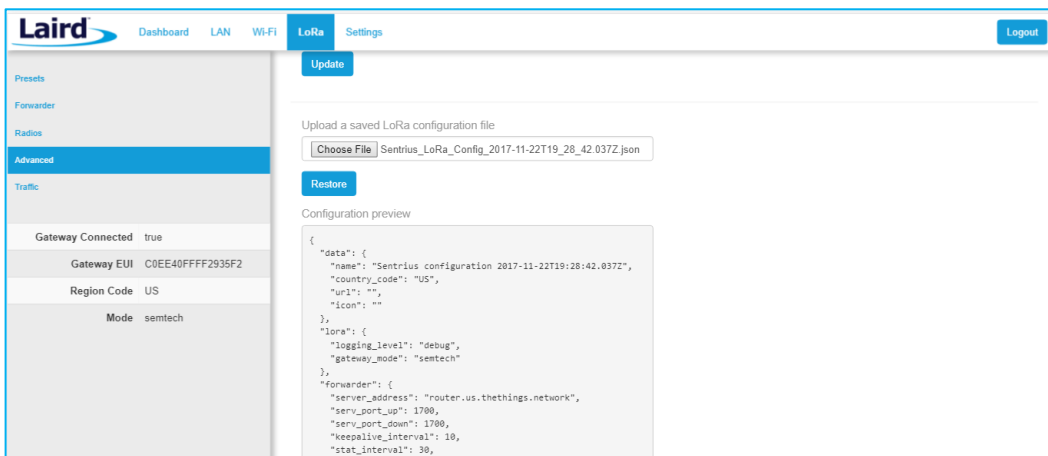 Laird
Dashboard LAN Wi-Fi LoRa Settings
Logout
Presets
Forwarder
Radios
Advanced
Traffic
Gateway Connected true
Gateway EUI C0EE40FFFF2935F2
Region Code US
Mode semtech
Update
Upload a saved LoRa configuration file
Choose File Sentrius_LoRa_Config_2017-11-22T19_28_42.037Z.json
Restore
Configuration preview
{
"data": {
"name": "Sentrius configuration 2017-11-22T19:28:42.037Z",
"country_code": "US",
"url": "",
"icon": ""
},
"lora": {
"logging_level": "debug",
"gateway_mode": "semtech"
},
"forwarder": {
"server_address": "router.us.thethings.network",
"serv_port_up": 1700,
"serv_port_down": 1700,
"keepalive_interval": 10,
"stat_interval": 30,